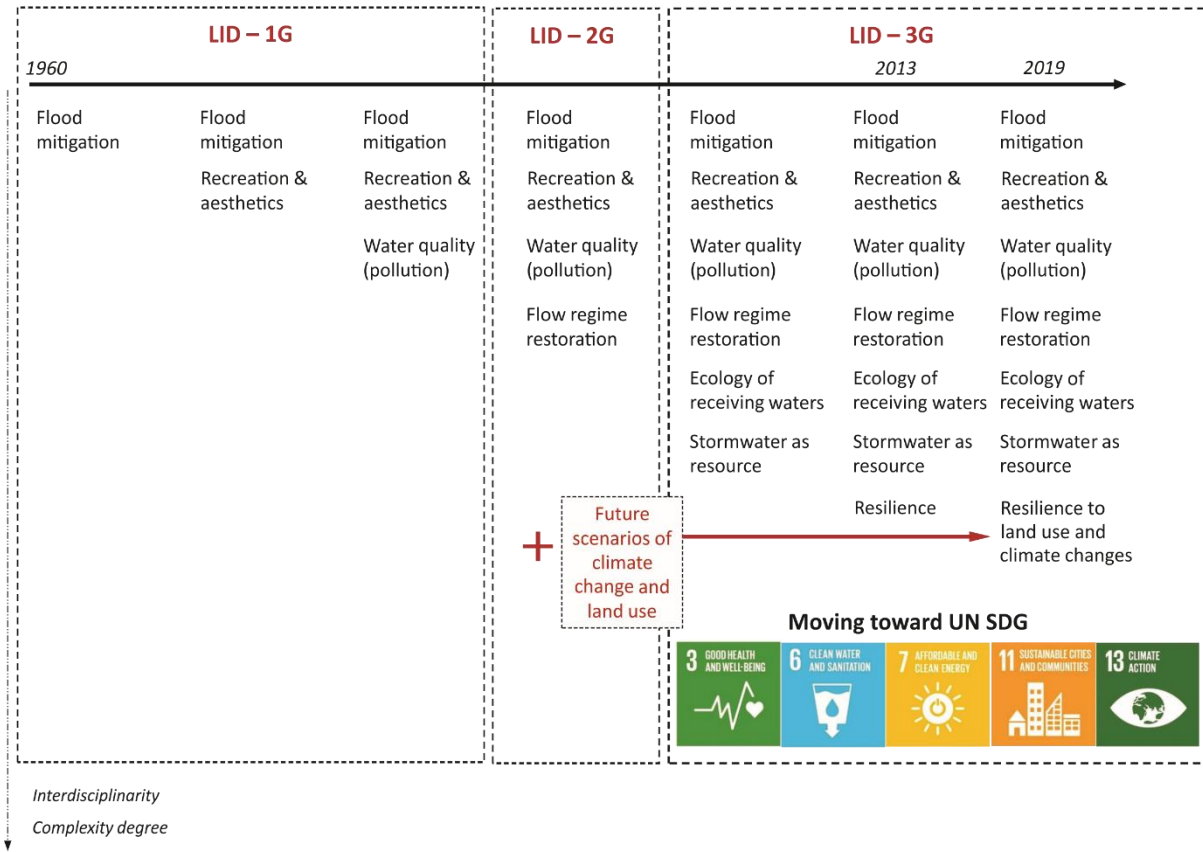 LID – 1G
LID – 2G
LID – 3G
1960
2013
2019
Flood
mitigation
Flood
mitigation
Recreation &
aesthetics
Flood
mitigation
Recreation &
aesthetics
Water quality
(pollution)
Flood
mitigation
Recreation &
aesthetics
Water quality
(pollution)
Flow regime
restoration
Flood
mitigation
Recreation &
aesthetics
Water quality
(pollution)
Flow regime
restoration
Ecology of
receiving waters
Stormwater as
resource
Flood
mitigation
Recreation &
aesthetics
Water quality
(pollution)
Flow regime
restoration
Ecology of
receiving waters
Stormwater as
resource
Resilience
Flood
mitigation
Recreation &
aesthetics
Water quality
(pollution)
Flow regime
restoration
Ecology of
receiving waters
Stormwater as
resource
Resilience to
land use and
climate changes
+
Future
scenarios of
climate
change and
land use
Moving toward UN SDG
3 GOOD HEALTH
AND WELL-BEING
6 CLEAN WATER
AND SANITATION
7 AFFORDABLE AND
CLEAN ENERGY
11 SUSTAINABLE CITIES
AND COMMUNITIES
13 CLIMATE
ACTION
Interdisciplinarity
Complexity degree